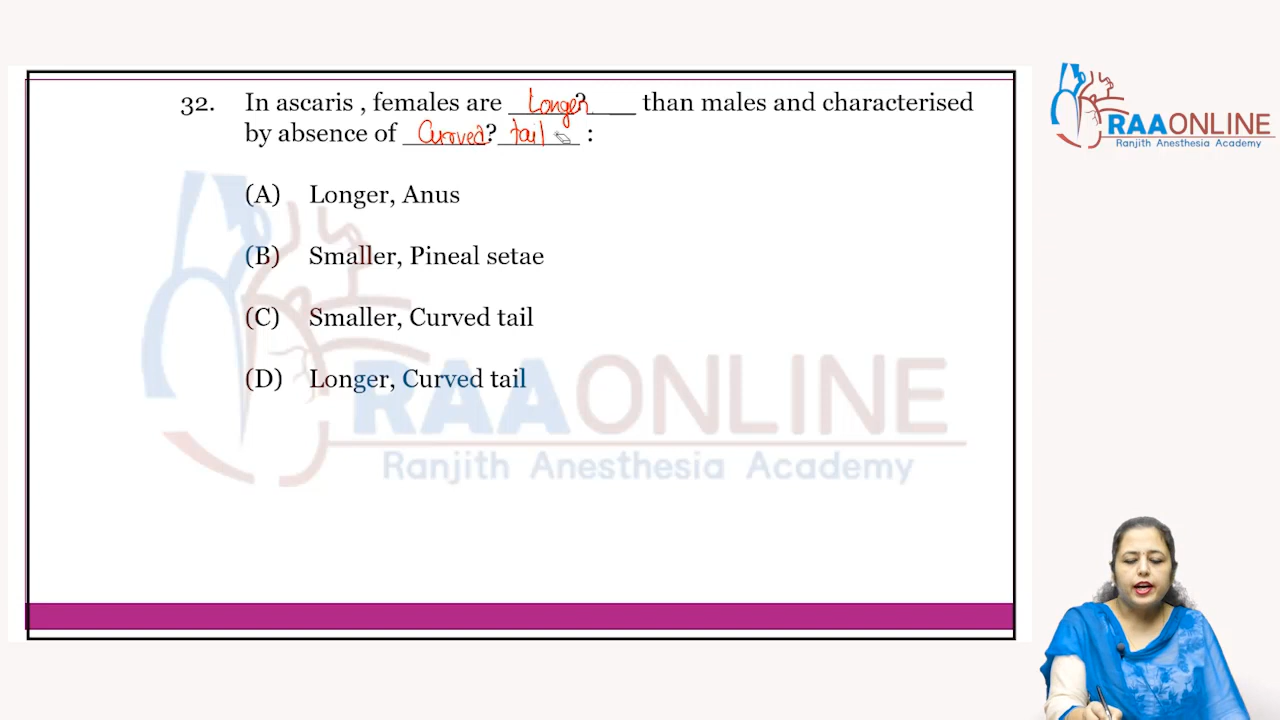 32. In ascaris , females are Longer? than males and characterised
by absence of Curved? tail :
(A) Longer, Anus
(B) Smaller, Pineal setae
(C) Smaller, Curved tail
(D) Longer, Curved tail
RAAONLINE
Ranjith Anesthesia Academy
RAAONLINE
Ranjith Anesthesia Academy